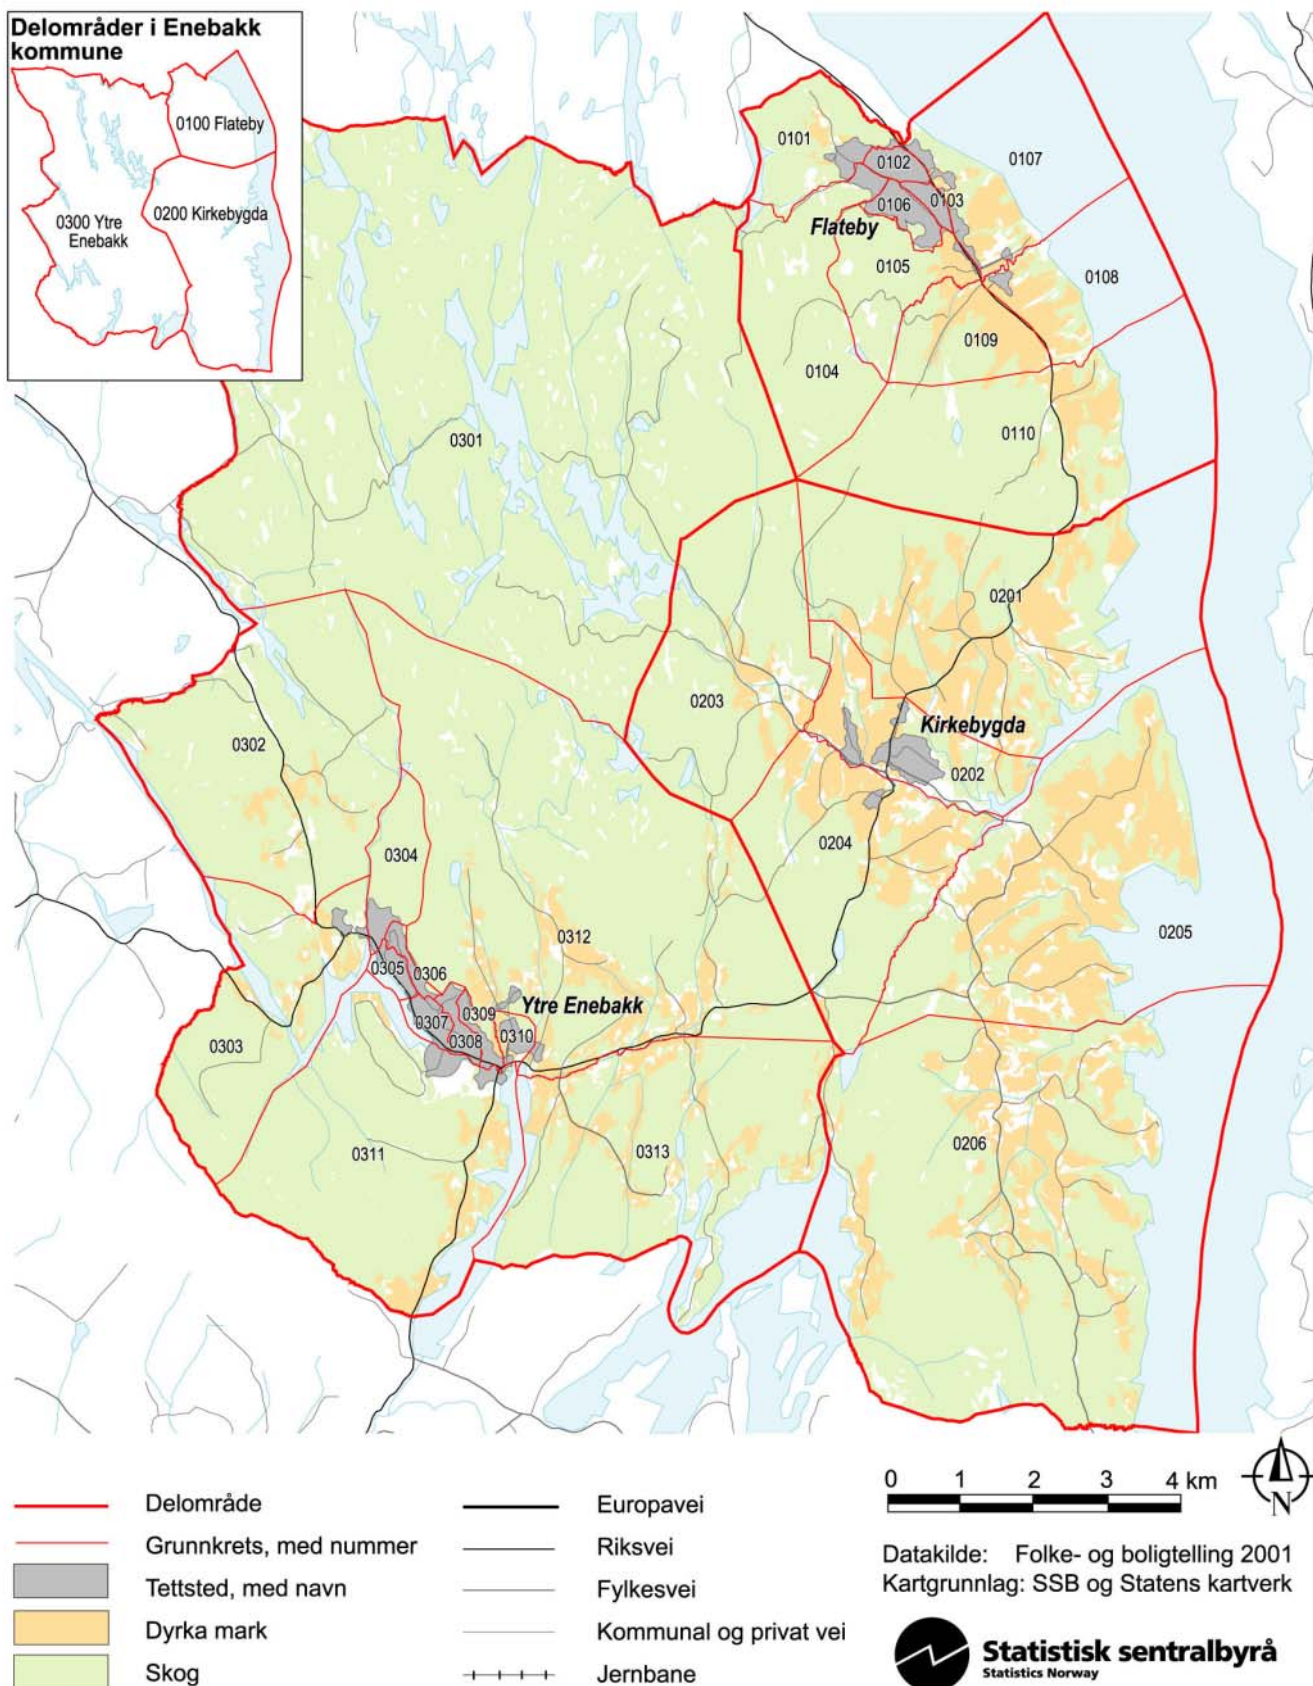 Delområder i Enebakk
kommune
0100 Flateby
0200 Kirkebygda
0300 Ytre
Enebakk
0101
0102
0107
0103
0106
Flateby
0105
0108
0109
0104
0110
0301
0201
0203
Kirkebygda
0302
0202
0204
0304
0205
0312
0305
0306
0309
Ytre Enebakk
0307
0308
0310
0303
0311
0313
0206
Delområde
Grunnkrets, med nummer
Tettsted, med navn
Dyrka mark
Skog
Europavei
Riksvei
Fylkesvei
Kommunal og privat vei
Jernbane
0 1 2 3 4 km
N
Datakilde: Folke- og boligtelling 2001
Kartgrunnlag: SSB og Statens kartverk
Statistisk sentralbyrå
Statistics Norway